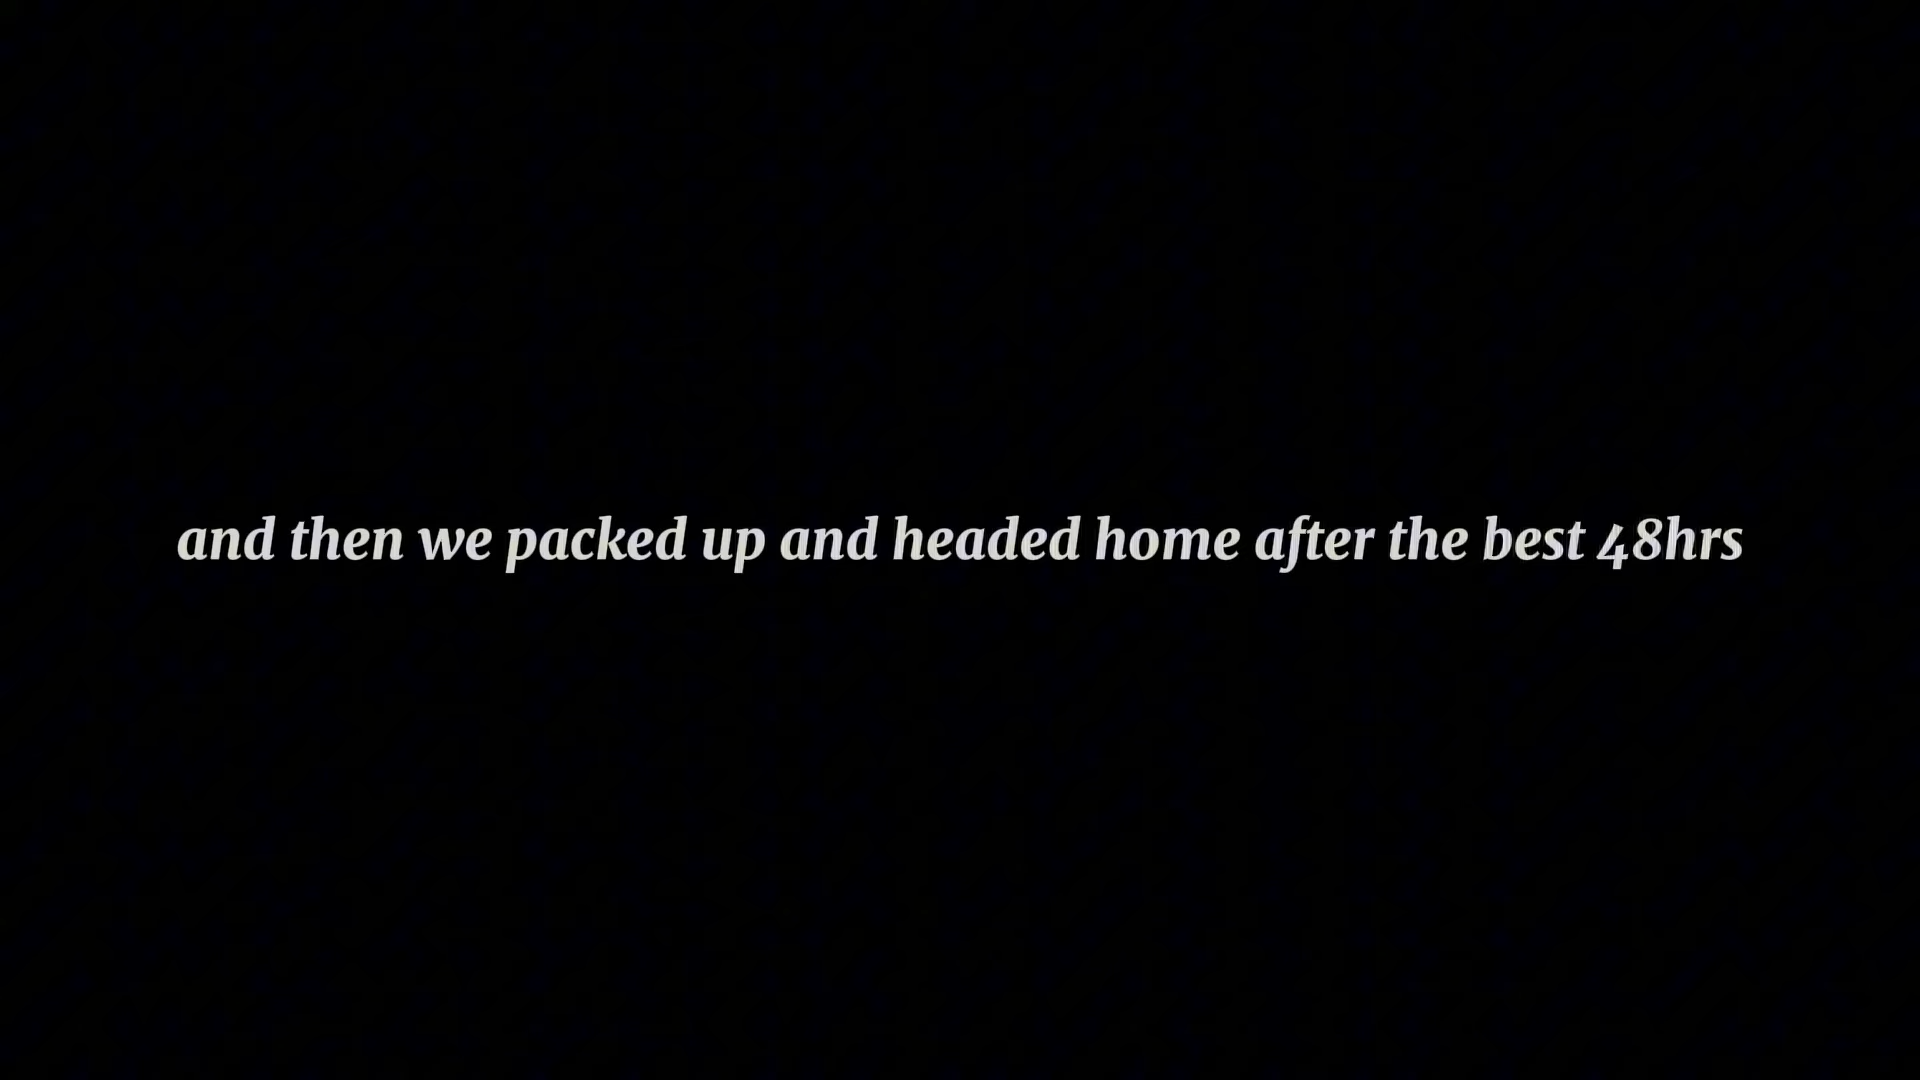 and then we packed up and headed home after the best 48hrs